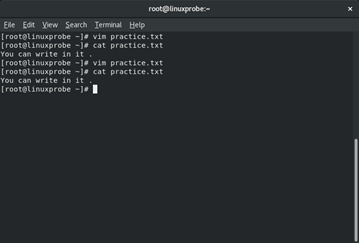 root@linuxprobe:~
File Edit View Search Terminal Help
[root@linuxprobe ~]# vim practice.txt
[root@linuxprobe ~]# cat practice.txt
You can write in it .
[root@linuxprobe ~]# vim practice.txt
[root@linuxprobe ~]# cat practice.txt
You can write in it .
[root@linuxprobe ~]#